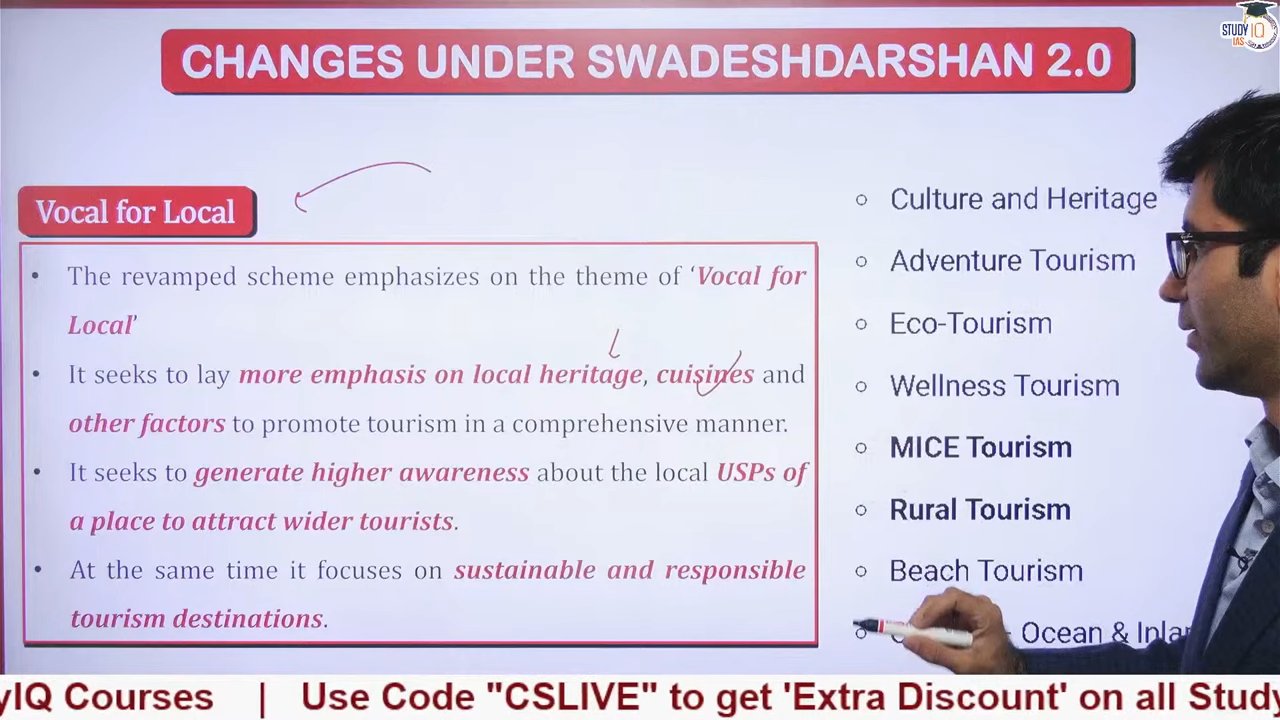 STUDY IQ
IAS
CHANGES UNDER SWADESHDARSHAN 2.0
Vocal for Local
• The revamped scheme emphasizes on the theme of ‘Vocal for
Local’
• It seeks to lay more emphasis on local heritage, cuisines and
other factors to promote tourism in a comprehensive manner.
• It seeks to generate higher awareness about the local USPs of
a place to attract wider tourists.
• At the same time it focuses on sustainable and responsible
tourism destinations.
○ Culture and Heritage
○ Adventure Tourism
○ Eco-Tourism
○ Wellness Tourism
○ MICE Tourism
○ Rural Tourism
○ Beach Tourism
○ - Ocean &
yIQ Courses | Use Code "CSLIVE" to get 'Extra Discount' on all Study